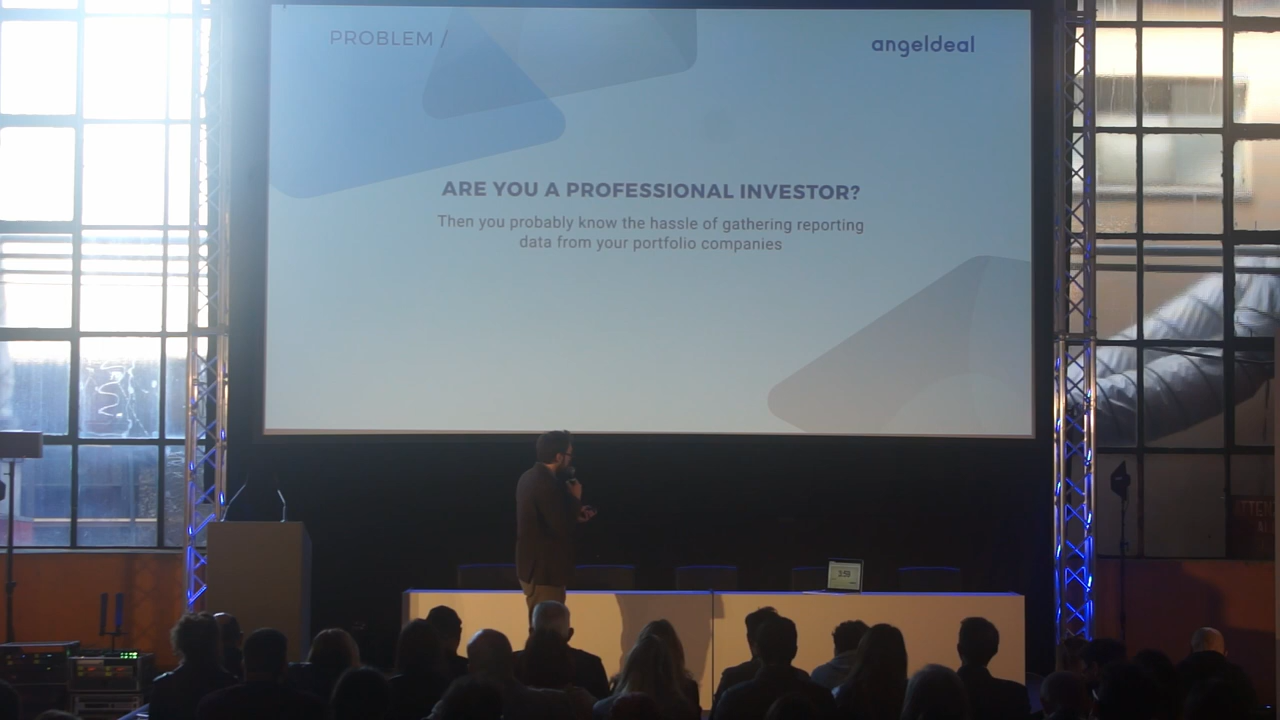 PROBLEM /
angeldeal
ARE YOU A PROFESSIONAL INVESTOR?
Then you probably know the hassle of gathering reporting
data from your portfolio companies